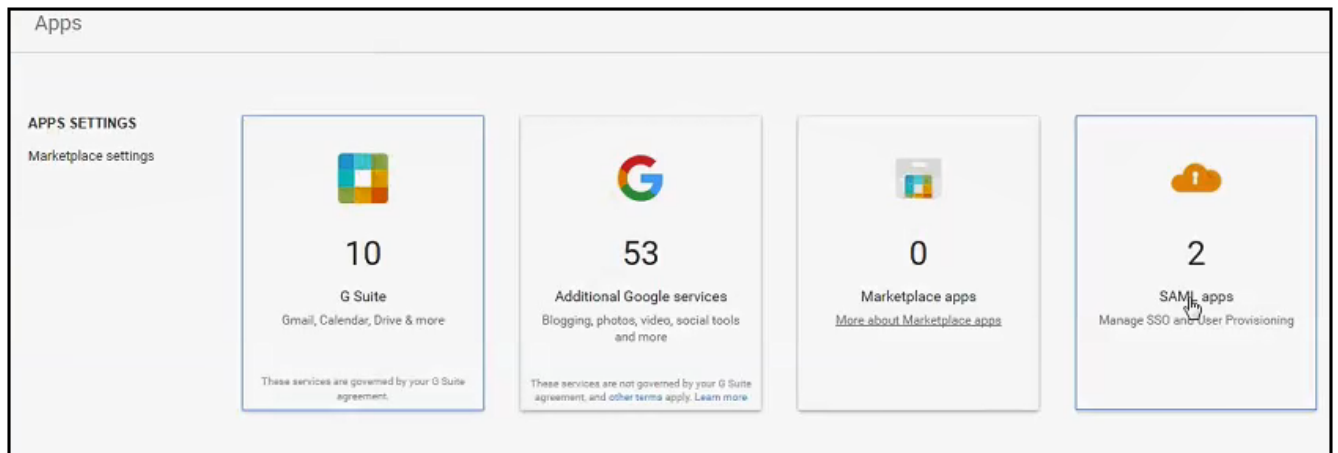 Apps
APPS SETTINGS
Marketplace settings
10
G Suite
Gmail, Calendar, Drive & more
These services are governed by your G Suite
agreement.
53
Additional Google services
Blogging, photos, video, social tools
and more
These services are not governed by your G Suite
agreement, and other terms apply. Learn more
0
Marketplace apps
More about Marketplace apps
2
SAML apps
Manage SSO and User Provisioning